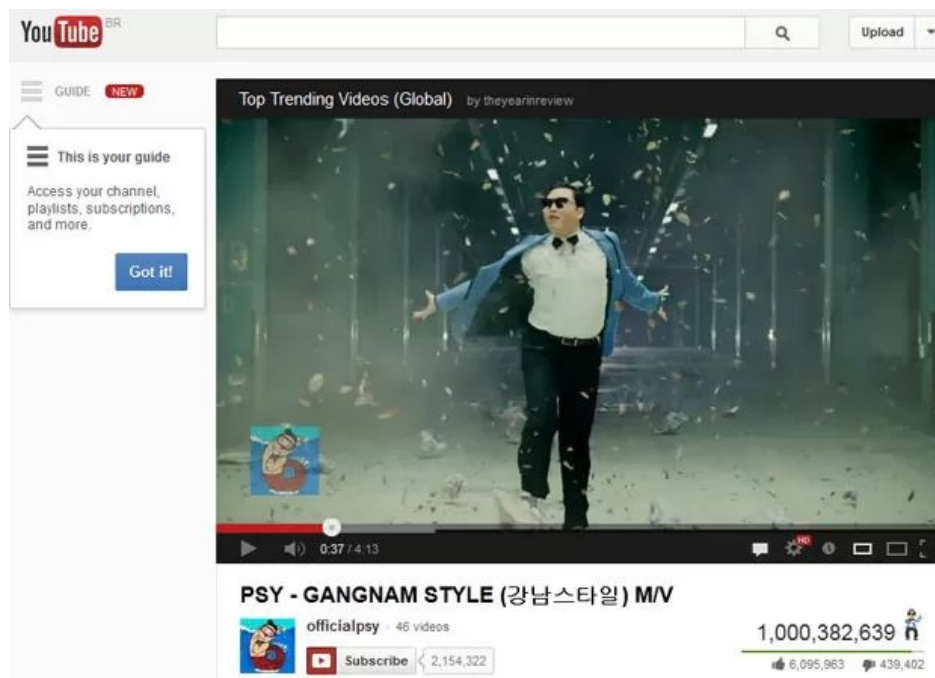 YouTube BR
Upload
GUIDE NEW
This is your guide
Access your channel,
playlists, subscriptions,
and more.
Got it!
Top Trending Videos (Global) by theyearinreview
0:37 / 4:13 HD
PSY - GANGNAM STYLE (강남스타일) M/V
officialpsy · 46 videos
Subscribe 2,154,322
1,000,382,639
6,095,963 439,402